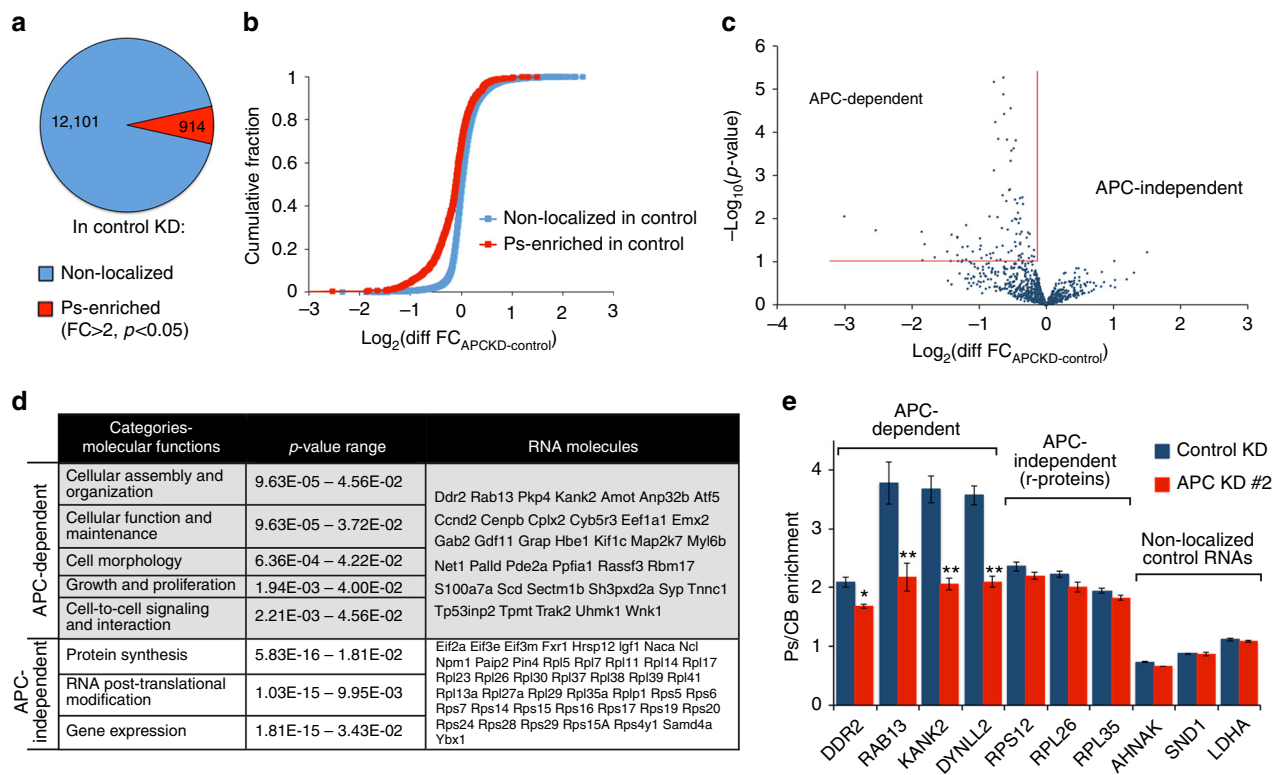 a
12,101
914
In control KD:
Non-localized
Ps-enriched
(FC>2, p<0.05)
b
Cumulative fraction
1
0.8
0.6
0.4
0.2
0
–3
–2
–1
0
1
2
3
Non-localized in control
Ps-enriched in control
Log2(diff FCAPCKD-control)
c
–Log10(p-value)
6
5
4
3
2
1
0
–4
–3
–2
–1
0
1
2
3
APC-dependent
APC-independent
Log2(diff FCAPCKD-control)
d
Categories-
molecular functions
p-value range
RNA molecules
APC-dependent
Cellular assembly and
organization
9.63E-05 – 4.56E-02
Cellular function and
maintenance
9.63E-05 – 3.72E-02
Cell morphology
6.36E-04 – 4.22E-02
Growth and proliferation
1.94E-03 – 4.00E-02
Cell-to-cell signaling
and interaction
2.21E-03 – 4.56E-02
Ddr2 Rab13 Pkp4 Kank2 Amot Anp32b Atf5
Ccnd2 Cenpb Cplx2 Cyb5r3 Eef1a1 Emx2
Gab2 Gdf11 Grap Hbe1 Kif1c Map2k7 Myl6b
Net1 Palld Pde2a Ppfia1 Rassf3 Rbm17
S100a7a Scd Sectm1b Sh3pxd2a Syp Tnnc1
Tp53inp2 Tpmt Trak2 Uhmk1 Wnk1
APC-
independent
Protein synthesis
5.83E-16 – 1.81E-02
RNA post-translational
modification
1.03E-15 – 9.95E-03
Gene expression
1.81E-15 – 3.43E-02
Eif2a Eif3e Eif3m Fxr1 Hrsp12 Igf1 Naca Ncl
Npm1 Paip2 Pin4 Rpl5 Rpl7 Rpl11 Rpl14 Rpl17
Rpl23 Rpl26 Rpl30 Rpl37 Rpl38 Rpl39 Rpl41
Rpl13a Rpl27a Rpl29 Rpl35a Rplp1 Rps5 Rps6
Rps7 Rps14 Rps15 Rps16 Rps17 Rps19 Rps20
Rps24 Rps28 Rps29 Rps15A Rps4y1 Samd4a
Ybx1
e
Ps/CB enrichment
4
3
2
1
0
APC-
dependent
APC-
independent
(r-proteins)
Non-localized
control RNAs
Control KD
APC KD #2
*
**
**
**
DDR2
RAB13
KANK2
DYNLL2
RPS12
RPL26
RPL35
AHNAK
SND1
LDHA